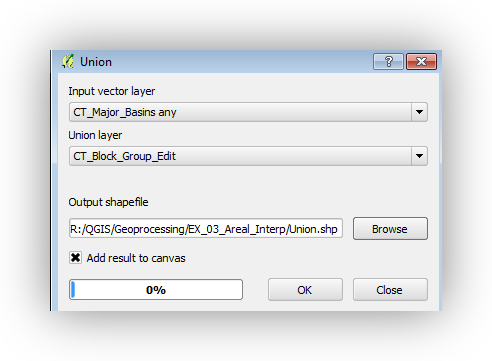 Union
Input vector layer
CT_Major_Basins any
Union layer
CT_Block_Group_Edit
Output shapefile
R:/QGIS/Geoprocessing/EX_03_Areal_Interp/Union.shp Browse
Add result to canvas
0% OK Close